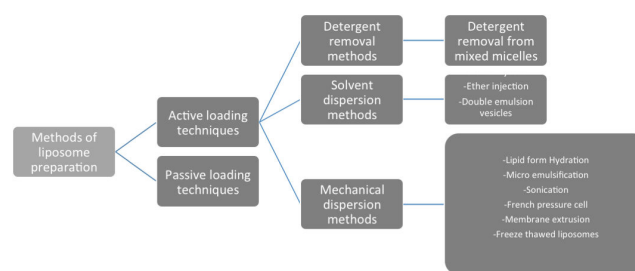 Methods of
liposome
preparation
Active loading
techniques
Passive loading
techniques
Detergent
removal
methods
Solvent
dispersion
methods
Mechanical
dispersion
methods
Detergent
removal from
mixed micelles
-Ether injection
-Double emulsion
vesicles
-Lipid form Hydration
-Micro emulsification
-Sonication
-French pressure cell
-Membrane extrusion
-Freeze thawed liposomes